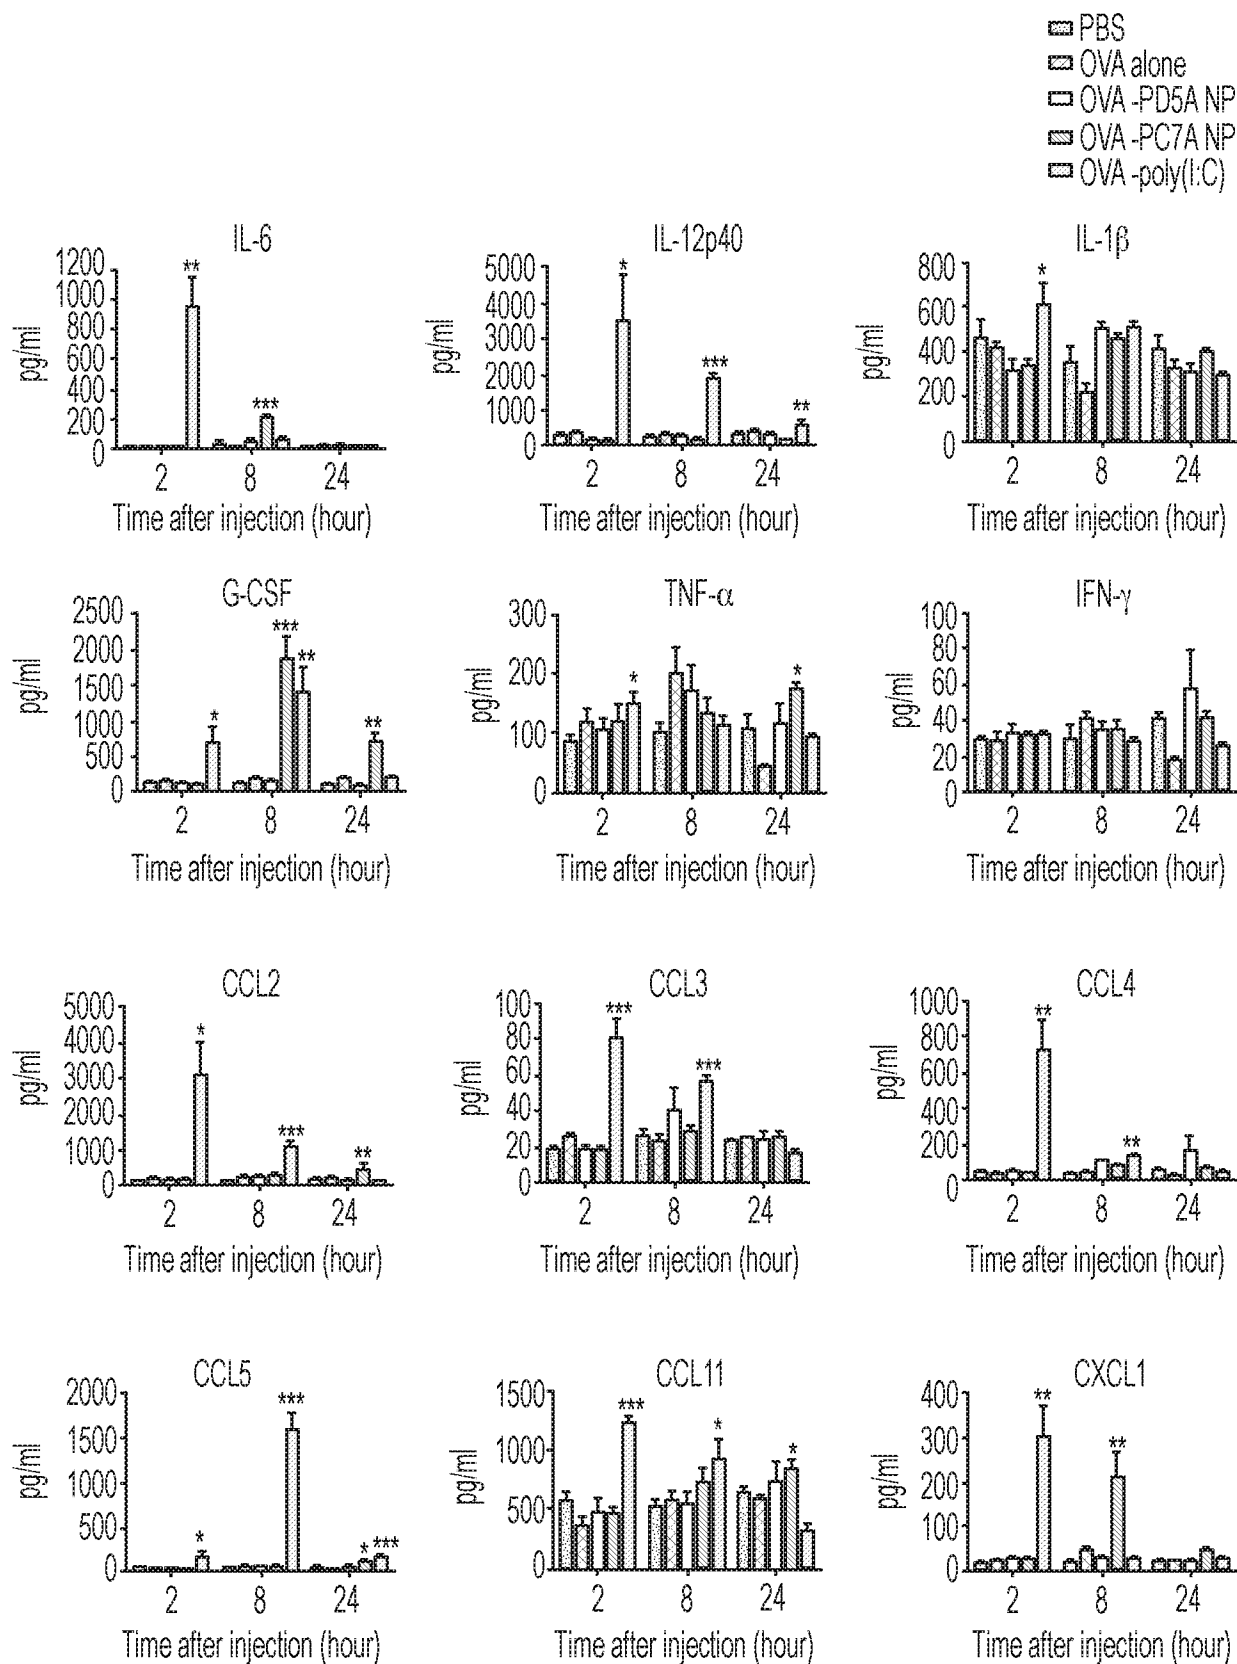 PBS
OVA alone
OVA -PD5A NP
OVA -PC7A NP
OVA -poly(I:C)
IL-6
1200
1000
800
600
400
200
0
pg/ml
**
***
2 8 24
Time after injection (hour)
IL-12p40
5000
4000
3000
2000
1000
0
pg/ml
*
***
**
2 8 24
Time after injection (hour)
IL-1β
800
600
400
200
0
pg/ml
*
2 8 24
Time after injection (hour)
G-CSF
2500
2000
1500
1000
500
0
pg/ml
*
***
**
**
2 8 24
Time after injection (hour)
TNF-α
300
200
100
0
pg/ml
*
*
2 8 24
Time after injection (hour)
IFN-γ
100
80
60
40
20
0
pg/ml
2 8 24
Time after injection (hour)
CCL2
5000
4000
3000
2000
1000
0
pg/ml
*
***
**
2 8 24
Time after injection (hour)
CCL3
100
80
60
40
20
0
pg/ml
***
***
2 8 24
Time after injection (hour)
CCL4
1000
800
600
400
200
0
pg/ml
**
**
2 8 24
Time after injection (hour)
CCL5
2000
1500
1000
500
0
pg/ml
*
***
* ***
2 8 24
Time after injection (hour)
CCL11
1500
1000
500
0
pg/ml
***
*
*
2 8 24
Time after injection (hour)
CXCL1
400
300
200
100
0
pg/ml
**
**
2 8 24
Time after injection (hour)